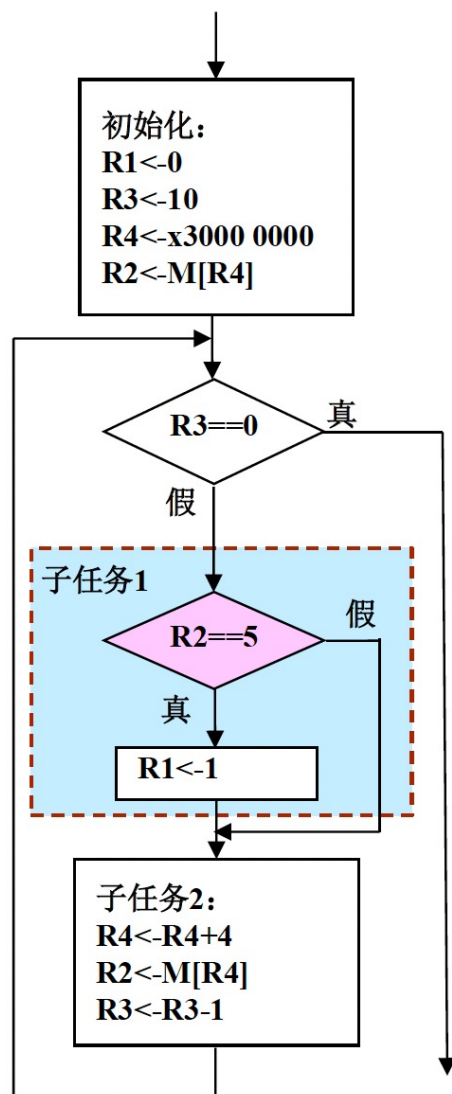 初始化：
R1<-0
R3<-10
R4<-x3000 0000
R2<-M[R4]
R3==0
真
假
子任务1
R2==5
假
真
R1<-1
子任务2：
R4<-R4+4
R2<-M[R4]
R3<-R3-1